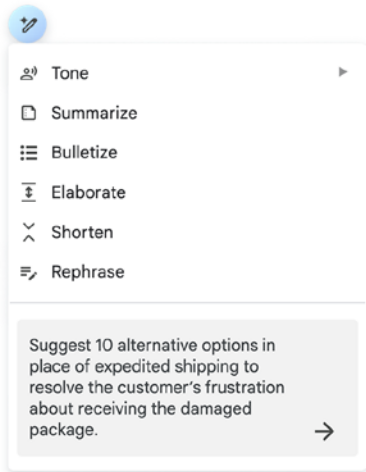 Tone
Summarize
Bulletize
Elaborate
Shorten
Rephrase
Suggest 10 alternative options in
place of expedited shipping to
resolve the customer's frustration
about receiving the damaged
package.